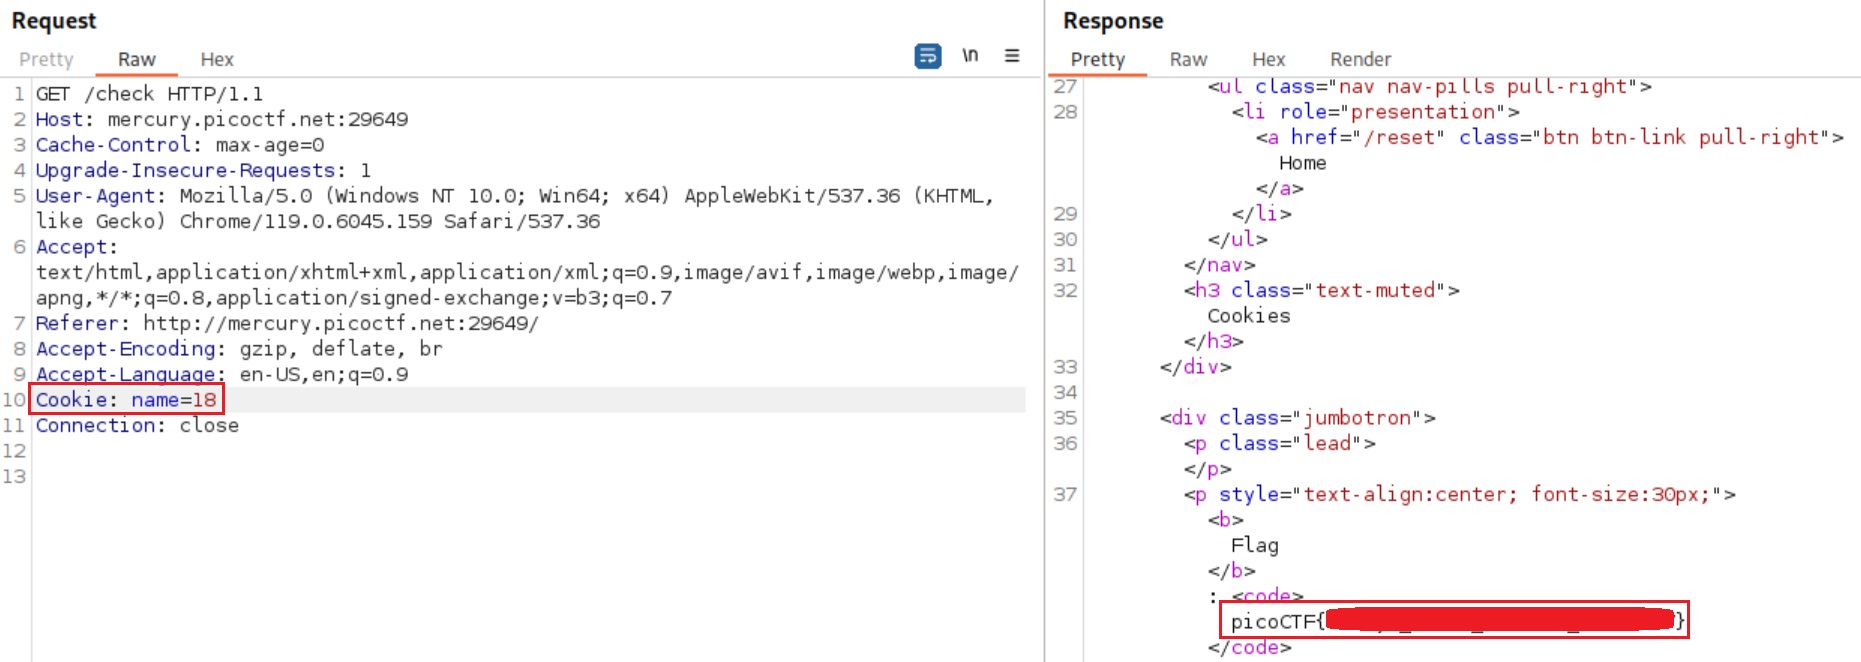 Request
Pretty Raw Hex \n
1 GET /check HTTP/1.1
2 Host: mercury.picoctf.net:29649
3 Cache-Control: max-age=0
4 Upgrade-Insecure-Requests: 1
5 User-Agent: Mozilla/5.0 (Windows NT 10.0; Win64; x64) AppleWebKit/537.36 (KHTML,
like Gecko) Chrome/119.0.6045.159 Safari/537.36
6 Accept:
text/html,application/xhtml+xml,application/xml;q=0.9,image/avif,image/webp,image/
apng,*/*;q=0.8,application/signed-exchange;v=b3;q=0.7
7 Referer: http://mercury.picoctf.net:29649/
8 Accept-Encoding: gzip, deflate, br
9 Accept-Language: en-US,en;q=0.9
10 Cookie: name=18
11 Connection: close
12
13
Response
Pretty Raw Hex Render
27 <ul class="nav nav-pills pull-right">
28 <li role="presentation">
<a href="/reset" class="btn btn-link pull-right">
Home
</a>
29 </li>
30 </ul>
31 </nav>
32 <h3 class="text-muted">
Cookies
</h3>
33 </div>
34
35 <div class="jumbotron">
36 <p class="lead">
</p>
37 <p style="text-align:center; font-size:30px;">
<b>
Flag
</b>
: <code>
picoCTF{ }
</code>